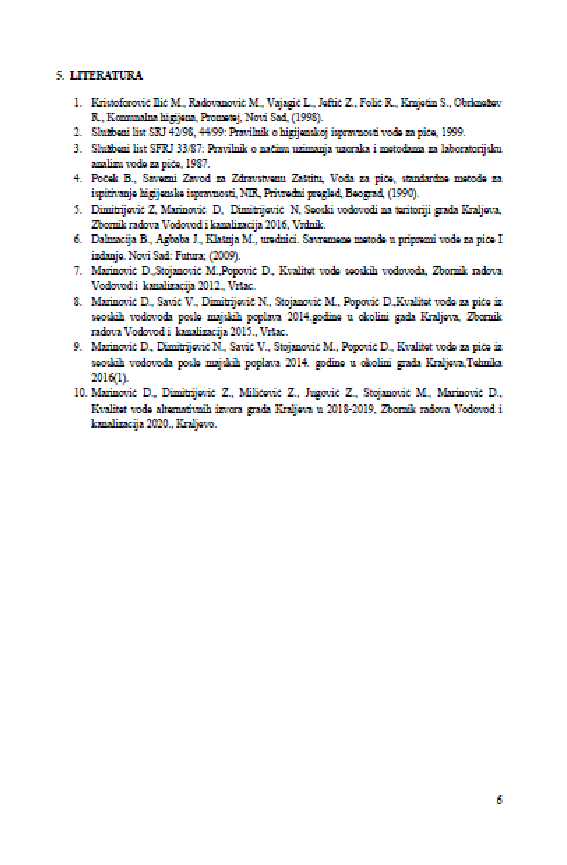 5. LITERATURA
1. Kristoforović Ilić M., Radovanović M., Vajagić L., Jeftić Z., Folić R., Krnjetin S., Obrknežev
R., Komunalna higijena, Prometej, Novi Sad, (1998).
2. Službeni list SRJ 42/98, 44/99: Pravilnik o higijenskoj ispravnosti vode za piće, 1999.
3. Službeni list SFRJ 33/87: Pravilnik o načinu uzimanja uzoraka i metodama za laboratorijsku
analizu vode za piće, 1987.
4. Poček B., Savezni Zavod za Zdravstvenu Zaštitu, Voda za piće, standardne metode za
ispitivanje higijenske ispravnosti, NIR, Privredni pregled, Beograd, (1990).
5. Dimitrijević Z, Marinović D, Dimitrijević N, Seoski vodovodi na teritoriji grada Kraljeva,
Zbornik radova Vodovod i kanalizacija 2016, Vrdnik.
6. Dalmacija B., Agbaba J., Klašnja M., urednici. Savremene metode u pripremi vode za piće I
izdanje. Novi Sad: Futura; (2009).
7. Marinović D.,Stojanović M.,Popović D., Kvalitet vode seoskih vodovoda, Zbornik radova
Vodovod i kanalizacija 2012., Vršac.
8. Marinović D., Savić V., Dimitrijević N., Stojanović M., Popović D.,Kvalitet vode za piće iz
seoskih vodovoda posle majskih poplava 2014.godine u okolini gada Kraljeva, Zbornik
radova Vodovod i kanalizacija 2015., Vršac.
9. Marinović D., Dimitrijević N., Savić V., Stojanović M., Popović D., Kvalitet vode za piće iz
seoskih vodovoda posle majskih poplava 2014. godine u okolini grada Kraljeva,Tehnika
2016(1).
10. Marinović D., Dimitrijević Z., Milićević Z., Jugović Z., Stojanović M., Marinović D.,
Kvalitet vode alternativnih izvora grada Kraljeva u 2018-2019, Zbornik radova Vodovod i
kanalizacija 2020., Kraljevo.
6